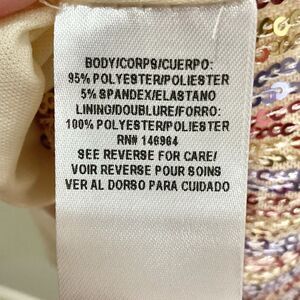 BODY/CORPS/CUERPO:
95% POLYESTER/POLIESTER
5% SPANDEX/ELASTANO
LINING/DOUBLURE/FORRO:
100% POLYESTER/POLIESTER
RN# 146964
SEE REVERSE FOR CARE/
VOIR REVERSE POUR SOINS
VER AL DORSO PARA CUIDADO